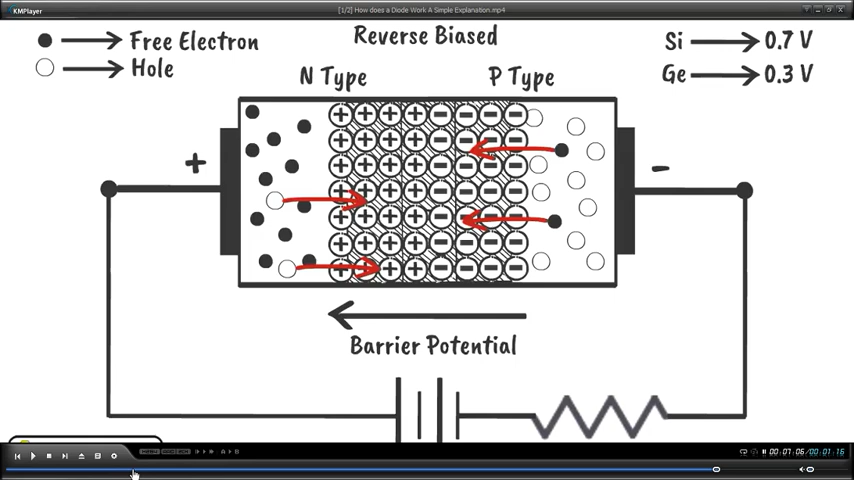 KMPlayer
[1/2] How does a Diode Work A Simple Explanation.mp4
Free Electron
Hole
Reverse Biased
N Type
P Type
Si 0.7 V
Ge 0.3 V
+
-
Barrier Potential
00:07:06/00:01:16